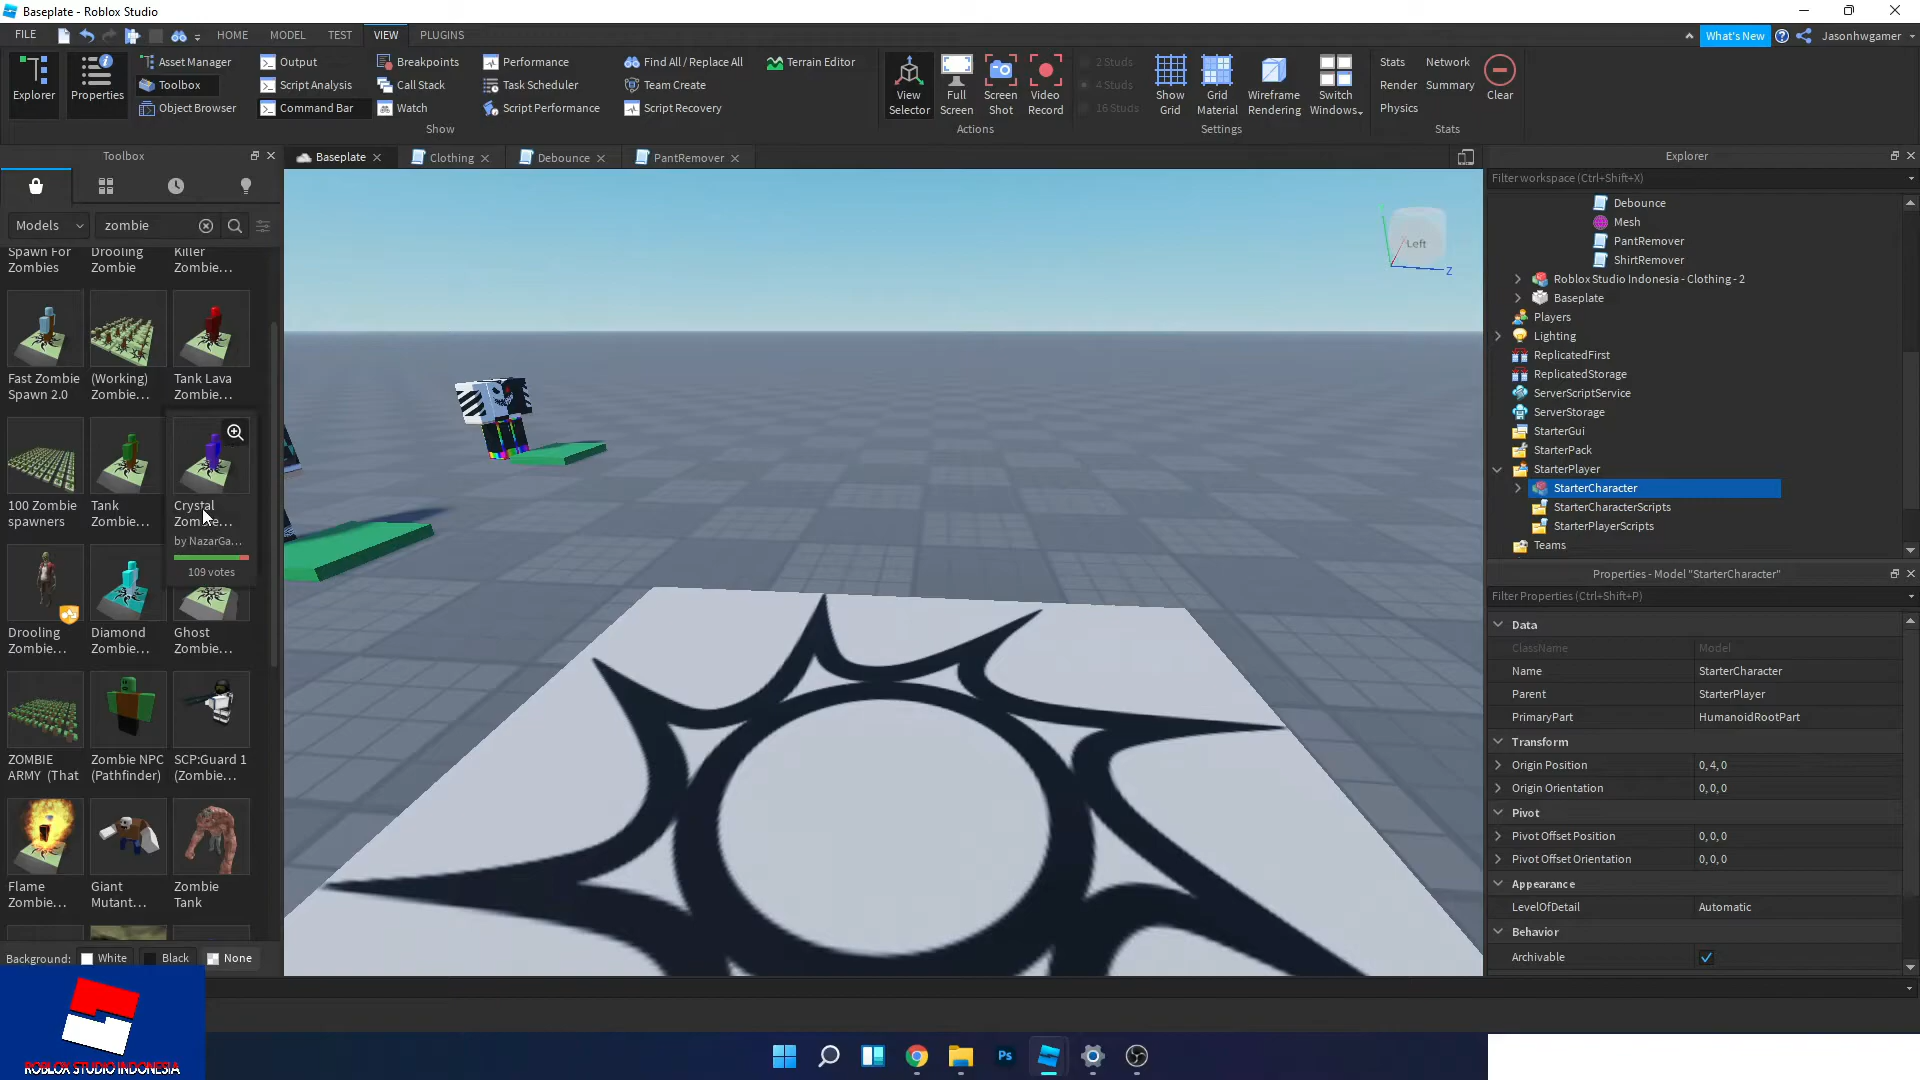 Baseplate - Roblox Studio
FILE HOME MODEL TEST VIEW PLUGINS What's New Jasonhwgamer
Explorer
Properties
Asset Manager
Toolbox
Object Browser
Output
Script Analysis
Command Bar
Breakpoints
Call Stack
Watch
Performance
Task Scheduler
Script Performance
Find All / Replace All
Team Create
Script Recovery
Terrain Editor
Show
View
Selector
Full
Screen
Screen
Shot
Video
Record
Actions
2 Studs
4 Studs
16 Studs
Show
Grid
Grid
Material
Wireframe
Rendering
Switch
Windows
Settings
Stats Network
Render Summary
Physics
Clear
Stats
Toolbox
Models zombie
Spawn For
Zombies
Drooling
Zombie
Killer
Zombie...
Fast Zombie
Spawn 2.0
(Working)
Zombie...
Tank Lava
Zombie...
100 Zombie
spawners
Tank
Zombie...
Crystal
Zombie...
by NazarGa...
109 votes
Drooling
Zombie...
Diamond
Zombie...
Ghost
Zombie...
ZOMBIE
ARMY (That
Zombie NPC
(Pathfinder)
SCP:Guard 1
(Zombie...
Flame
Zombie...
Giant
Mutant...
Zombie
Tank
Background: White Black None
Baseplate Clothing Debounce PantRemover
Left
Z
Explorer
Filter workspace (Ctrl+Shift+X)
Debounce
Mesh
PantRemover
ShirtRemover
Roblox Studio Indonesia - Clothing - 2
Baseplate
Players
Lighting
ReplicatedFirst
ReplicatedStorage
ServerScriptService
ServerStorage
StarterGui
StarterPack
StarterPlayer
StarterCharacter
StarterCharacterScripts
StarterPlayerScripts
Teams
Properties - Model "StarterCharacter"
Filter Properties (Ctrl+Shift+P)
Data
ClassName Model
Name StarterCharacter
Parent StarterPlayer
PrimaryPart HumanoidRootPart
Transform
Origin Position 0, 4, 0
Origin Orientation 0, 0, 0
Pivot
Pivot Offset Position 0, 0, 0
Pivot Offset Orientation 0, 0, 0
Appearance
LevelOfDetail Automatic
Behavior
Archivable
ROBLOX STUDIO INDONESIA
Ps